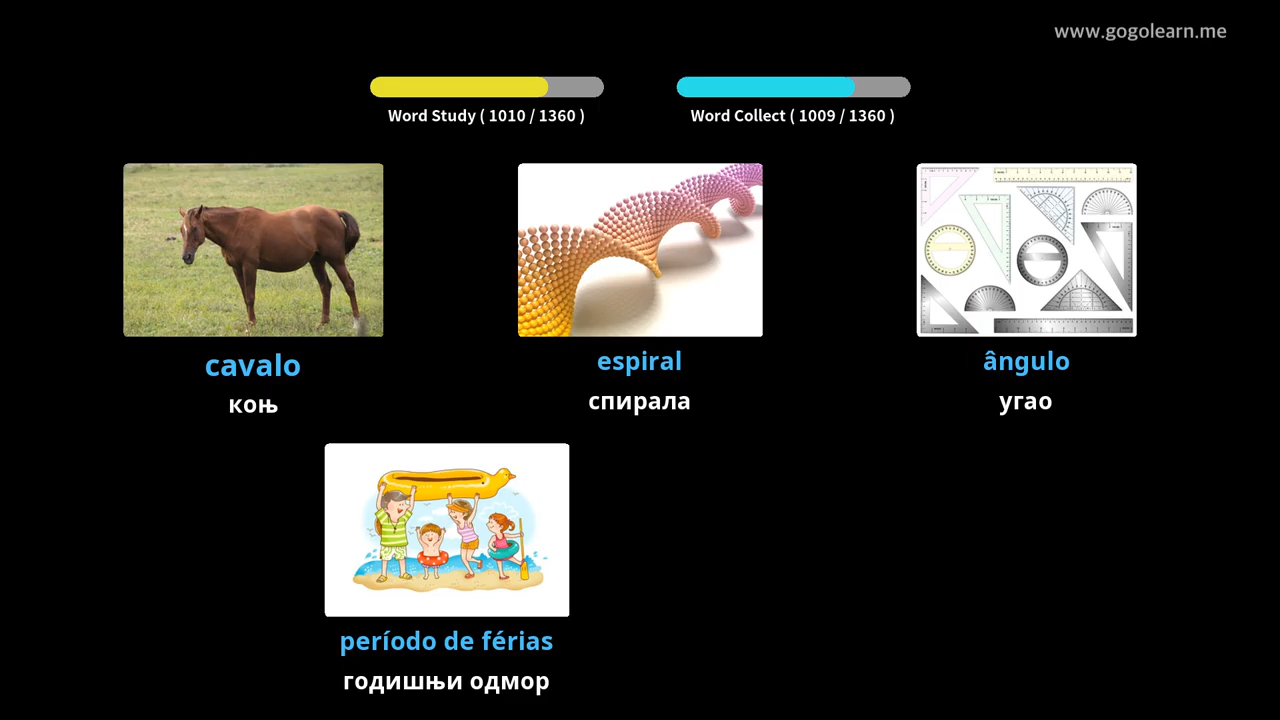 www.gogolearn.me
Word Study ( 1010 / 1360 )
Word Collect ( 1009 / 1360 )
cavalo
коњ
espiral
спирала
ângulo
угао
período de férias
годишњи одмор